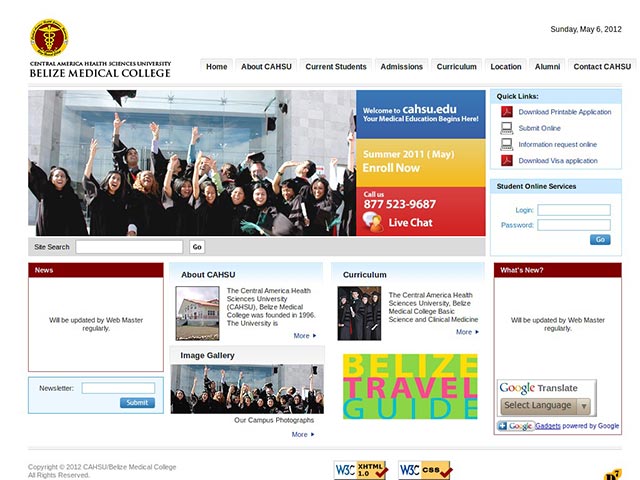 Sunday, May 6, 2012
CENTRAL AMERICA HEALTH SCIENCES UNIVERSITY
BELIZE MEDICAL COLLEGE
Home
About CAHSU
Current Students
Admissions
Curriculum
Location
Alumni
Contact CAHSU
Welcome to cahsu.edu
Your Medical Education Begins Here!
Summer 2011 ( May)
Enroll Now
Call us
877 523-9687
Live Chat
Quick Links:
Download Printable Application
Submit Online
Information request online
Download Visa application
Student Online Services
Login:
Password:
Go
Site Search
Go
News
Will be updated by Web Master
regularly.
Newsletter:
Submit
About CAHSU
The Central America Health
Sciences University
(CAHSU), Belize Medical
College was founded in 1996.
The University is
More
Image Gallery
Our Campus Photographs
More
Curriculum
The Central America Health
Sciences University, Belize
Medical College Basic
Science and Clinical Medicine
More
BELIZE
TRAVEL
GUIDE
What's New?
Will be updated by Web Master
regularly.
Google Translate
Select Language
Google Gadgets powered by Google
Copyright © 2012 CAHSU/Belize Medical College
All Rights Reserved.
W3C XHTML 1.0
W3C CSS